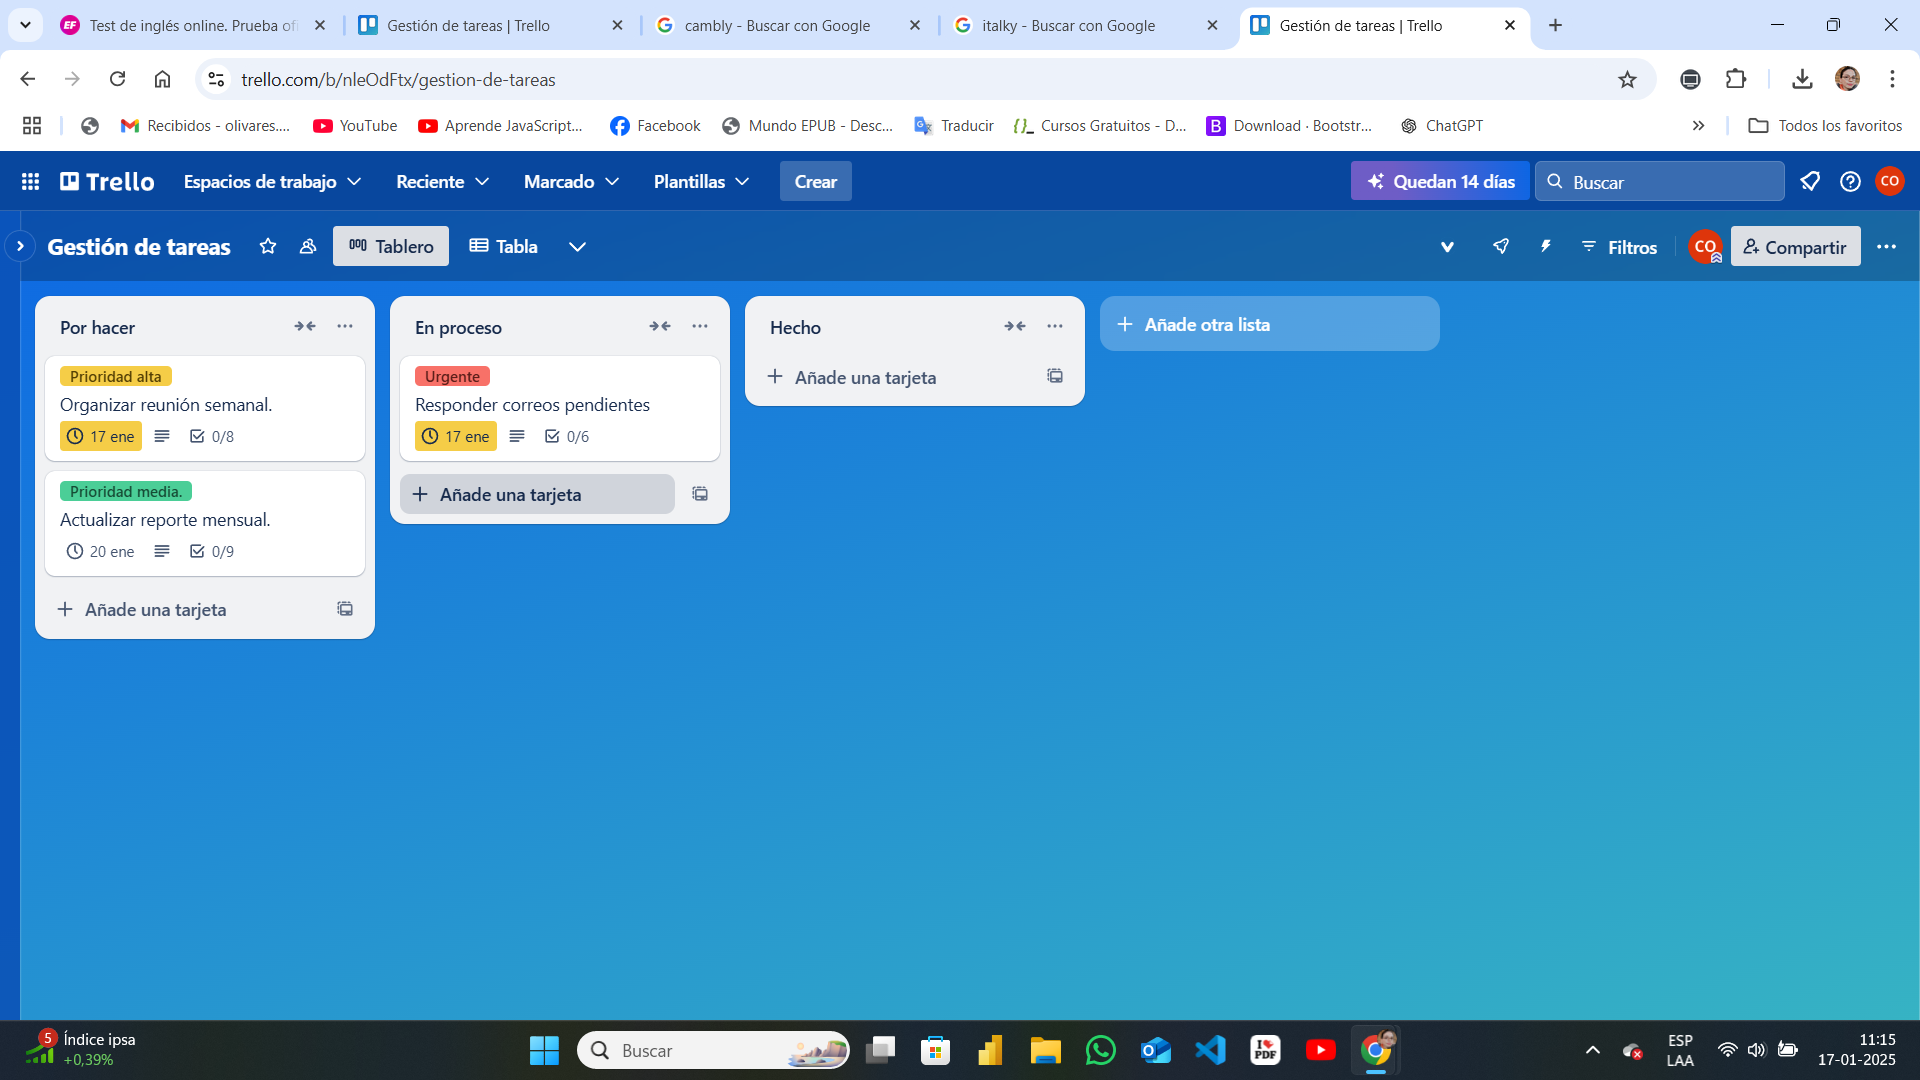 Test de inglés online. Prueba of
Gestión de tareas | Trello
cambly - Buscar con Google
italky - Buscar con Google
Gestión de tareas | Trello
trello.com/b/nleOdFtx/gestion-de-tareas
Recibidos - olivares....
YouTube
Aprende JavaScript...
Facebook
Mundo EPUB - Desc...
Traducir
Cursos Gratuitos - D...
Download · Bootstr...
ChatGPT
Todos los favoritos
Trello
Espacios de trabajo
Reciente
Marcado
Plantillas
Crear
Quedan 14 días
Buscar
CO
Gestión de tareas
Tablero
Tabla
Filtros
CO
Compartir
Por hacer
Prioridad alta
Organizar reunión semanal.
17 ene
0/8
Prioridad media.
Actualizar reporte mensual.
20 ene
0/9
Añade una tarjeta
En proceso
Urgente
Responder correos pendientes
17 ene
0/6
Añade una tarjeta
Hecho
Añade una tarjeta
Añade otra lista
5
Índice ipsa
+0,39%
Buscar
I
PDF
ESP
LAA
11:15
17-01-2025